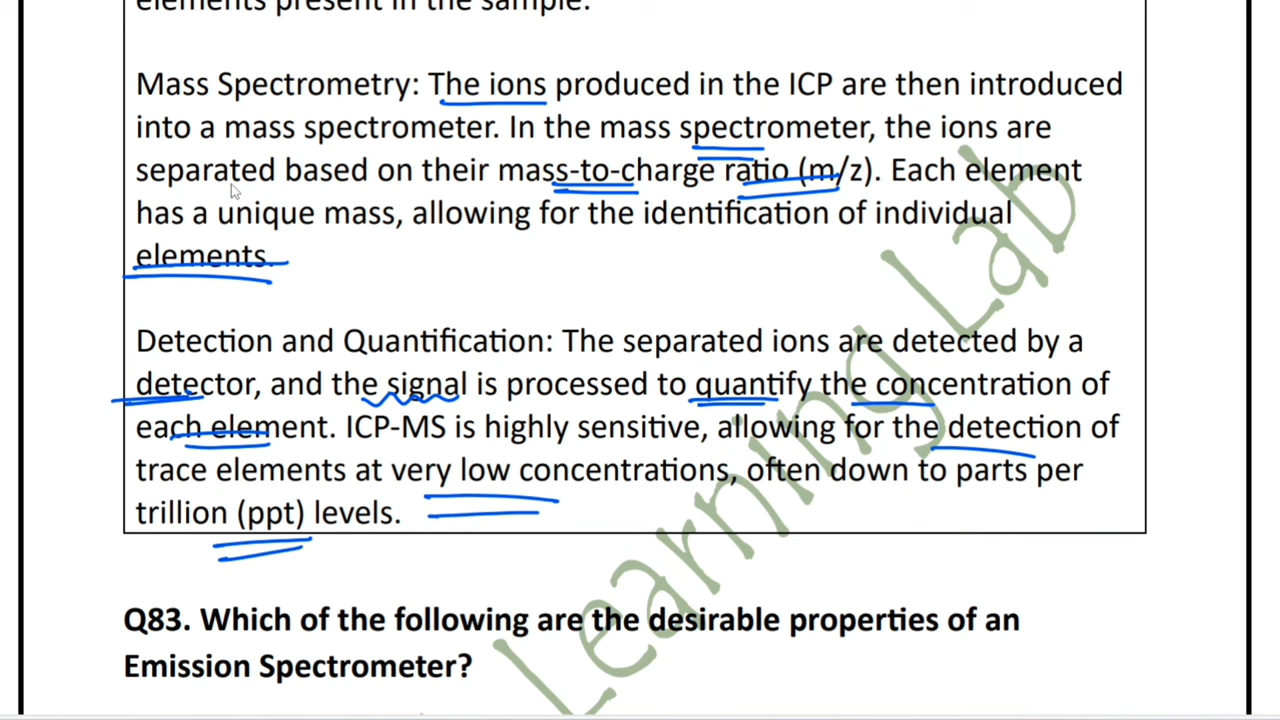 elements present in the sample.
Mass Spectrometry: The ions produced in the ICP are then introduced
into a mass spectrometer. In the mass spectrometer, the ions are
separated based on their mass-to-charge ratio (m/z). Each element
has a unique mass, allowing for the identification of individual
elements.
Detection and Quantification: The separated ions are detected by a
detector, and the signal is processed to quantify the concentration of
each element. ICP-MS is highly sensitive, allowing for the detection of
trace elements at very low concentrations, often down to parts per
trillion (ppt) levels.
Q83. Which of the following are the desirable properties of an
Emission Spectrometer?
Learning Lab